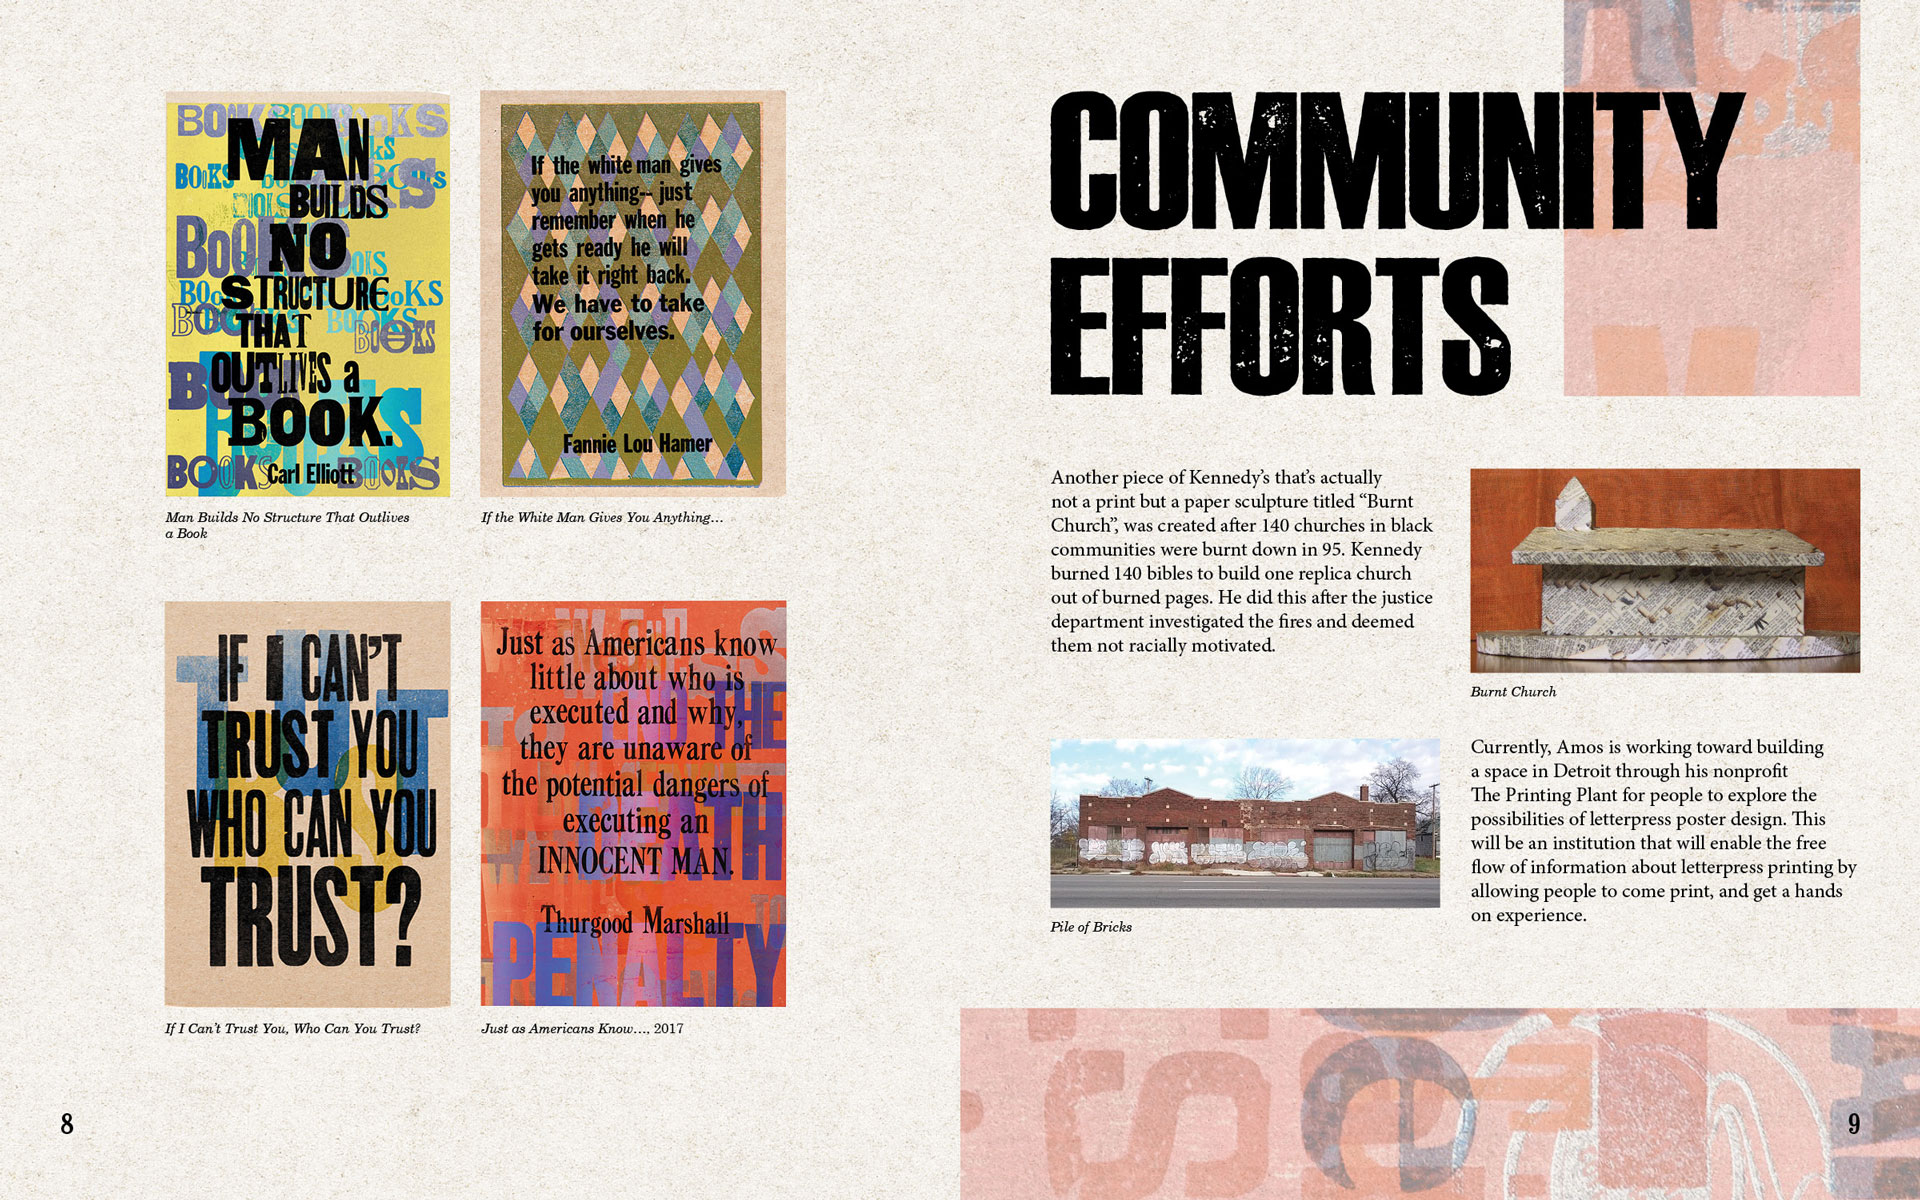 MAN
BUILDS
NO
STRUCTURE
THAT
OUTLIVES a
BOOK.
Carl Elliott
BOOKS
BOOKS
BOOKS
BOOKS
BOOKS
BOOKS
Man Builds No Structure That Outlives
a Book
If the white man gives
you anything-- just
remember when he
gets ready he will
take it right back.
We have to take
for ourselves.
Fannie Lou Hamer
If the White Man Gives You Anything…
IF I CAN'T
TRUST YOU
WHO CAN YOU
TRUST?
If I Can't Trust You, Who Can You Trust?
Just as Americans know
little about who is
executed and why,
they are unaware of
the potential dangers of
executing an
INNOCENT MAN.
Thurgood Marshall
THE
DEATH
PENALTY
Just as Americans Know…, 2017
8
COMMUNITY
EFFORTS
Another piece of Kennedy's that's actually
not a print but a paper sculpture titled “Burnt
Church”, was created after 140 churches in black
communities were burnt down in 95. Kennedy
burned 140 bibles to build one replica church
out of burned pages. He did this after the justice
department investigated the fires and deemed
them not racially motivated.
Burnt Church
Pile of Bricks
Currently, Amos is working toward building
a space in Detroit through his nonprofit
The Printing Plant for people to explore the
possibilities of letterpress poster design. This
will be an institution that will enable the free
flow of information about letterpress printing by
allowing people to come print, and get a hands
on experience.
9